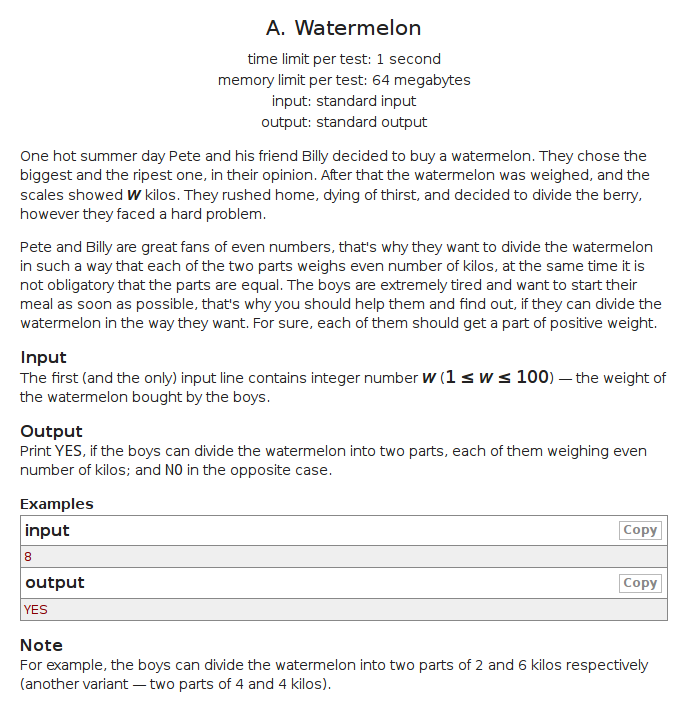 A. Watermelon
time limit per test: 1 second
memory limit per test: 64 megabytes
input: standard input
output: standard output
One hot summer day Pete and his friend Billy decided to buy a watermelon. They chose the
biggest and the ripest one, in their opinion. After that the watermelon was weighed, and the
scales showed w kilos. They rushed home, dying of thirst, and decided to divide the berry,
however they faced a hard problem.
Pete and Billy are great fans of even numbers, that's why they want to divide the watermelon
in such a way that each of the two parts weighs even number of kilos, at the same time it is
not obligatory that the parts are equal. The boys are extremely tired and want to start their
meal as soon as possible, that's why you should help them and find out, if they can divide the
watermelon in the way they want. For sure, each of them should get a part of positive weight.
Input
The first (and the only) input line contains integer number w (1 ≤ w ≤ 100) — the weight of
the watermelon bought by the boys.
Output
Print YES, if the boys can divide the watermelon into two parts, each of them weighing even
number of kilos; and NO in the opposite case.
Examples
input Copy
8
output Copy
YES
Note
For example, the boys can divide the watermelon into two parts of 2 and 6 kilos respectively
(another variant — two parts of 4 and 4 kilos).